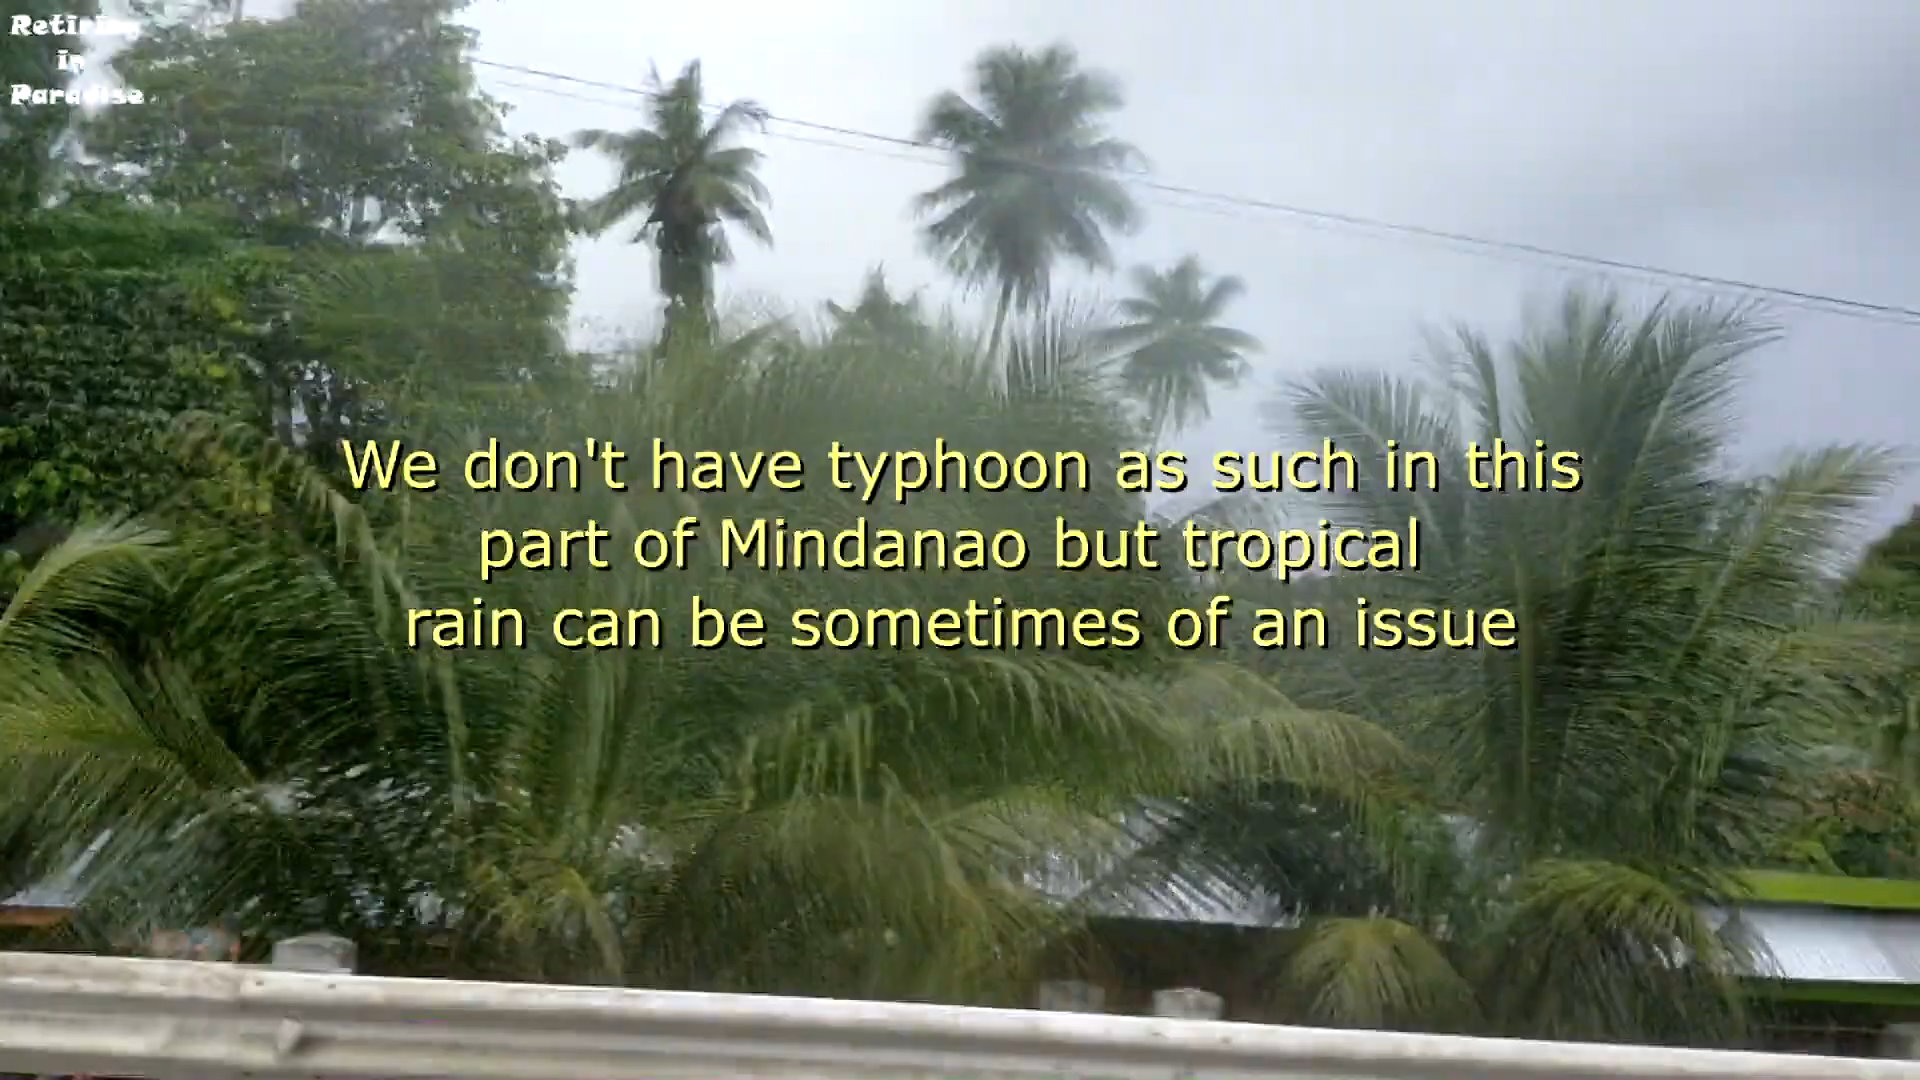 Retiring
in
Paradise
We don't have typhoon as such in this
part of Mindanao but tropical
rain can be sometimes of an issue